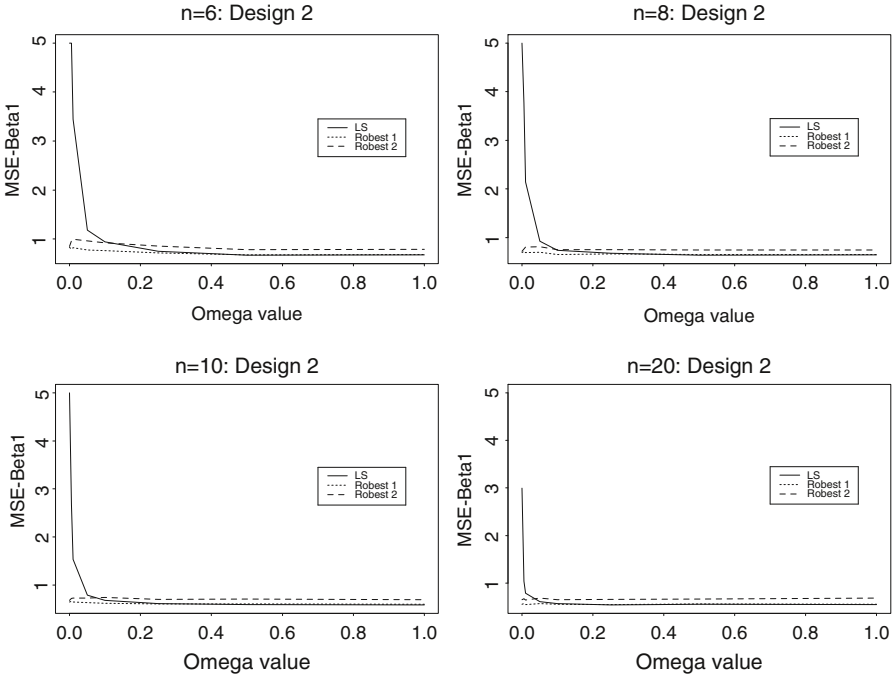 n=6: Design 2
MSE-Beta1
5
4
3
2
1
LS
Robest 1
Robest 2
0.0 0.2 0.4 0.6 0.8 1.0
Omega value
n=8: Design 2
MSE-Beta1
5
4
3
2
1
LS
Robest 1
Robest 2
0.0 0.2 0.4 0.6 0.8 1.0
Omega value
n=10: Design 2
MSE-Beta1
5
4
3
2
1
LS
Robest 1
Robest 2
0.0 0.2 0.4 0.6 0.8 1.0
Omega value
n=20: Design 2
MSE-Beta1
5
4
3
2
1
LS
Robest 1
Robest 2
0.0 0.2 0.4 0.6 0.8 1.0
Omega value